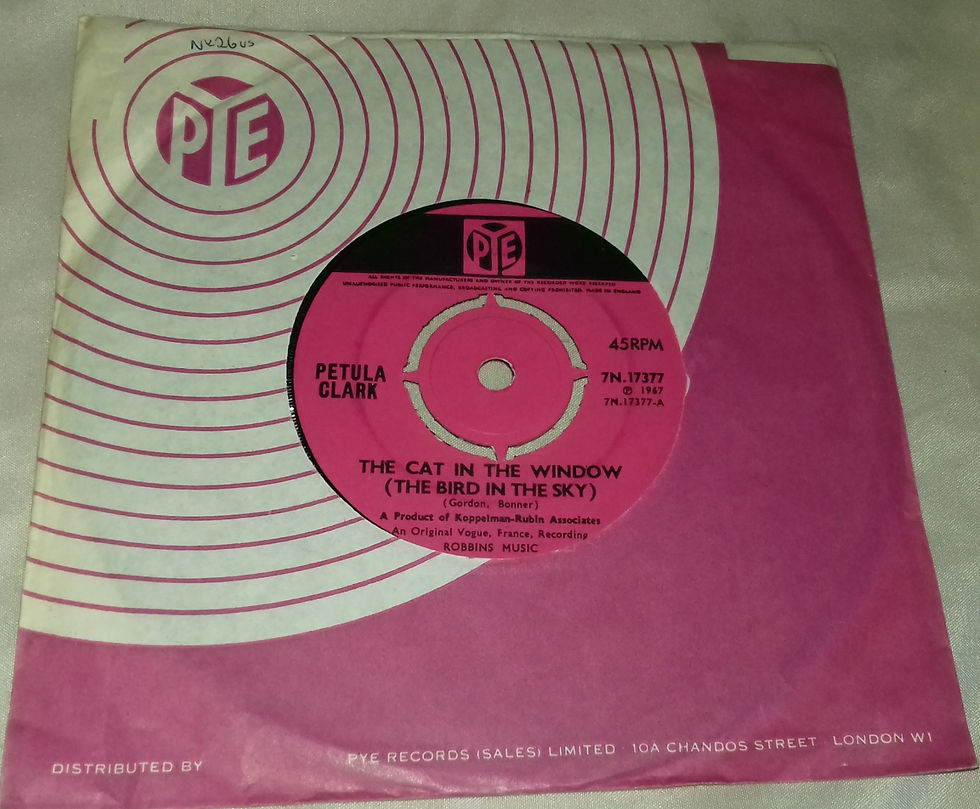 NK26 US
PYE
PYE
ALL RIGHTS OF THE MANUFACTURERS AND OWNER OF THE RECORDED WORK RESERVED
UNAUTHORISED PUBLIC PERFORMANCE, BROADCASTING AND COPYING PROHIBITED. MADE IN ENGLAND
45RPM
PETULA
CLARK
7N.17377
℗ 1967
7N.17377-A
THE CAT IN THE WINDOW
(THE BIRD IN THE SKY)
(Gordon, Bonner)
A Product of Koppelman-Rubin Associates
An Original Vogue, France, Recording
ROBBINS MUSIC
DISTRIBUTED BY PYE RECORDS (SALES) LIMITED 10A CHANDOS STREET LONDON W1